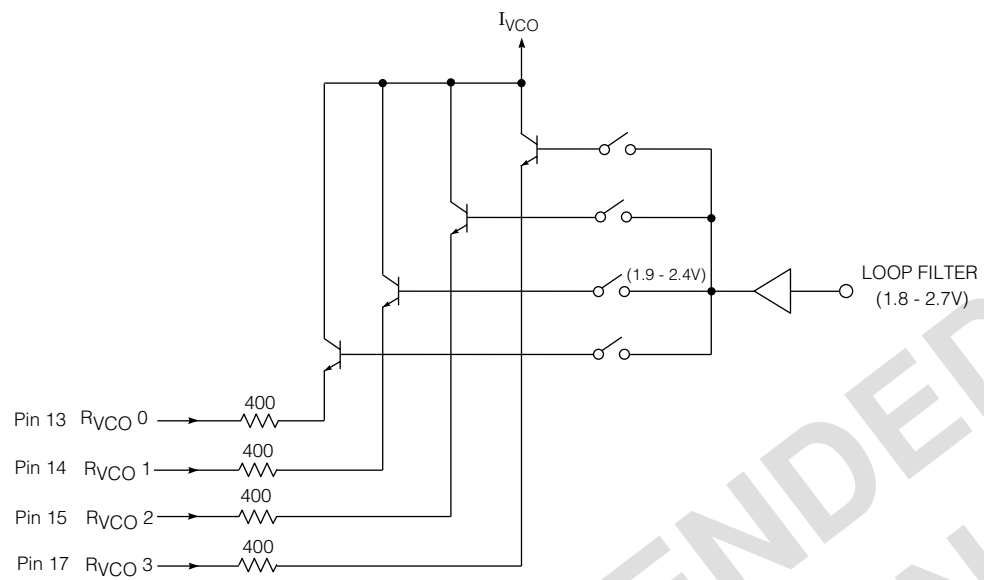 IVCO
(1.9 - 2.4V)
LOOP FILTER
(1.8 - 2.7V)
Pin 13 RVCO 0
400
Pin 14 RVCO 1
400
Pin 15 RVCO 2
400
Pin 17 RVCO 3
400
ENDED